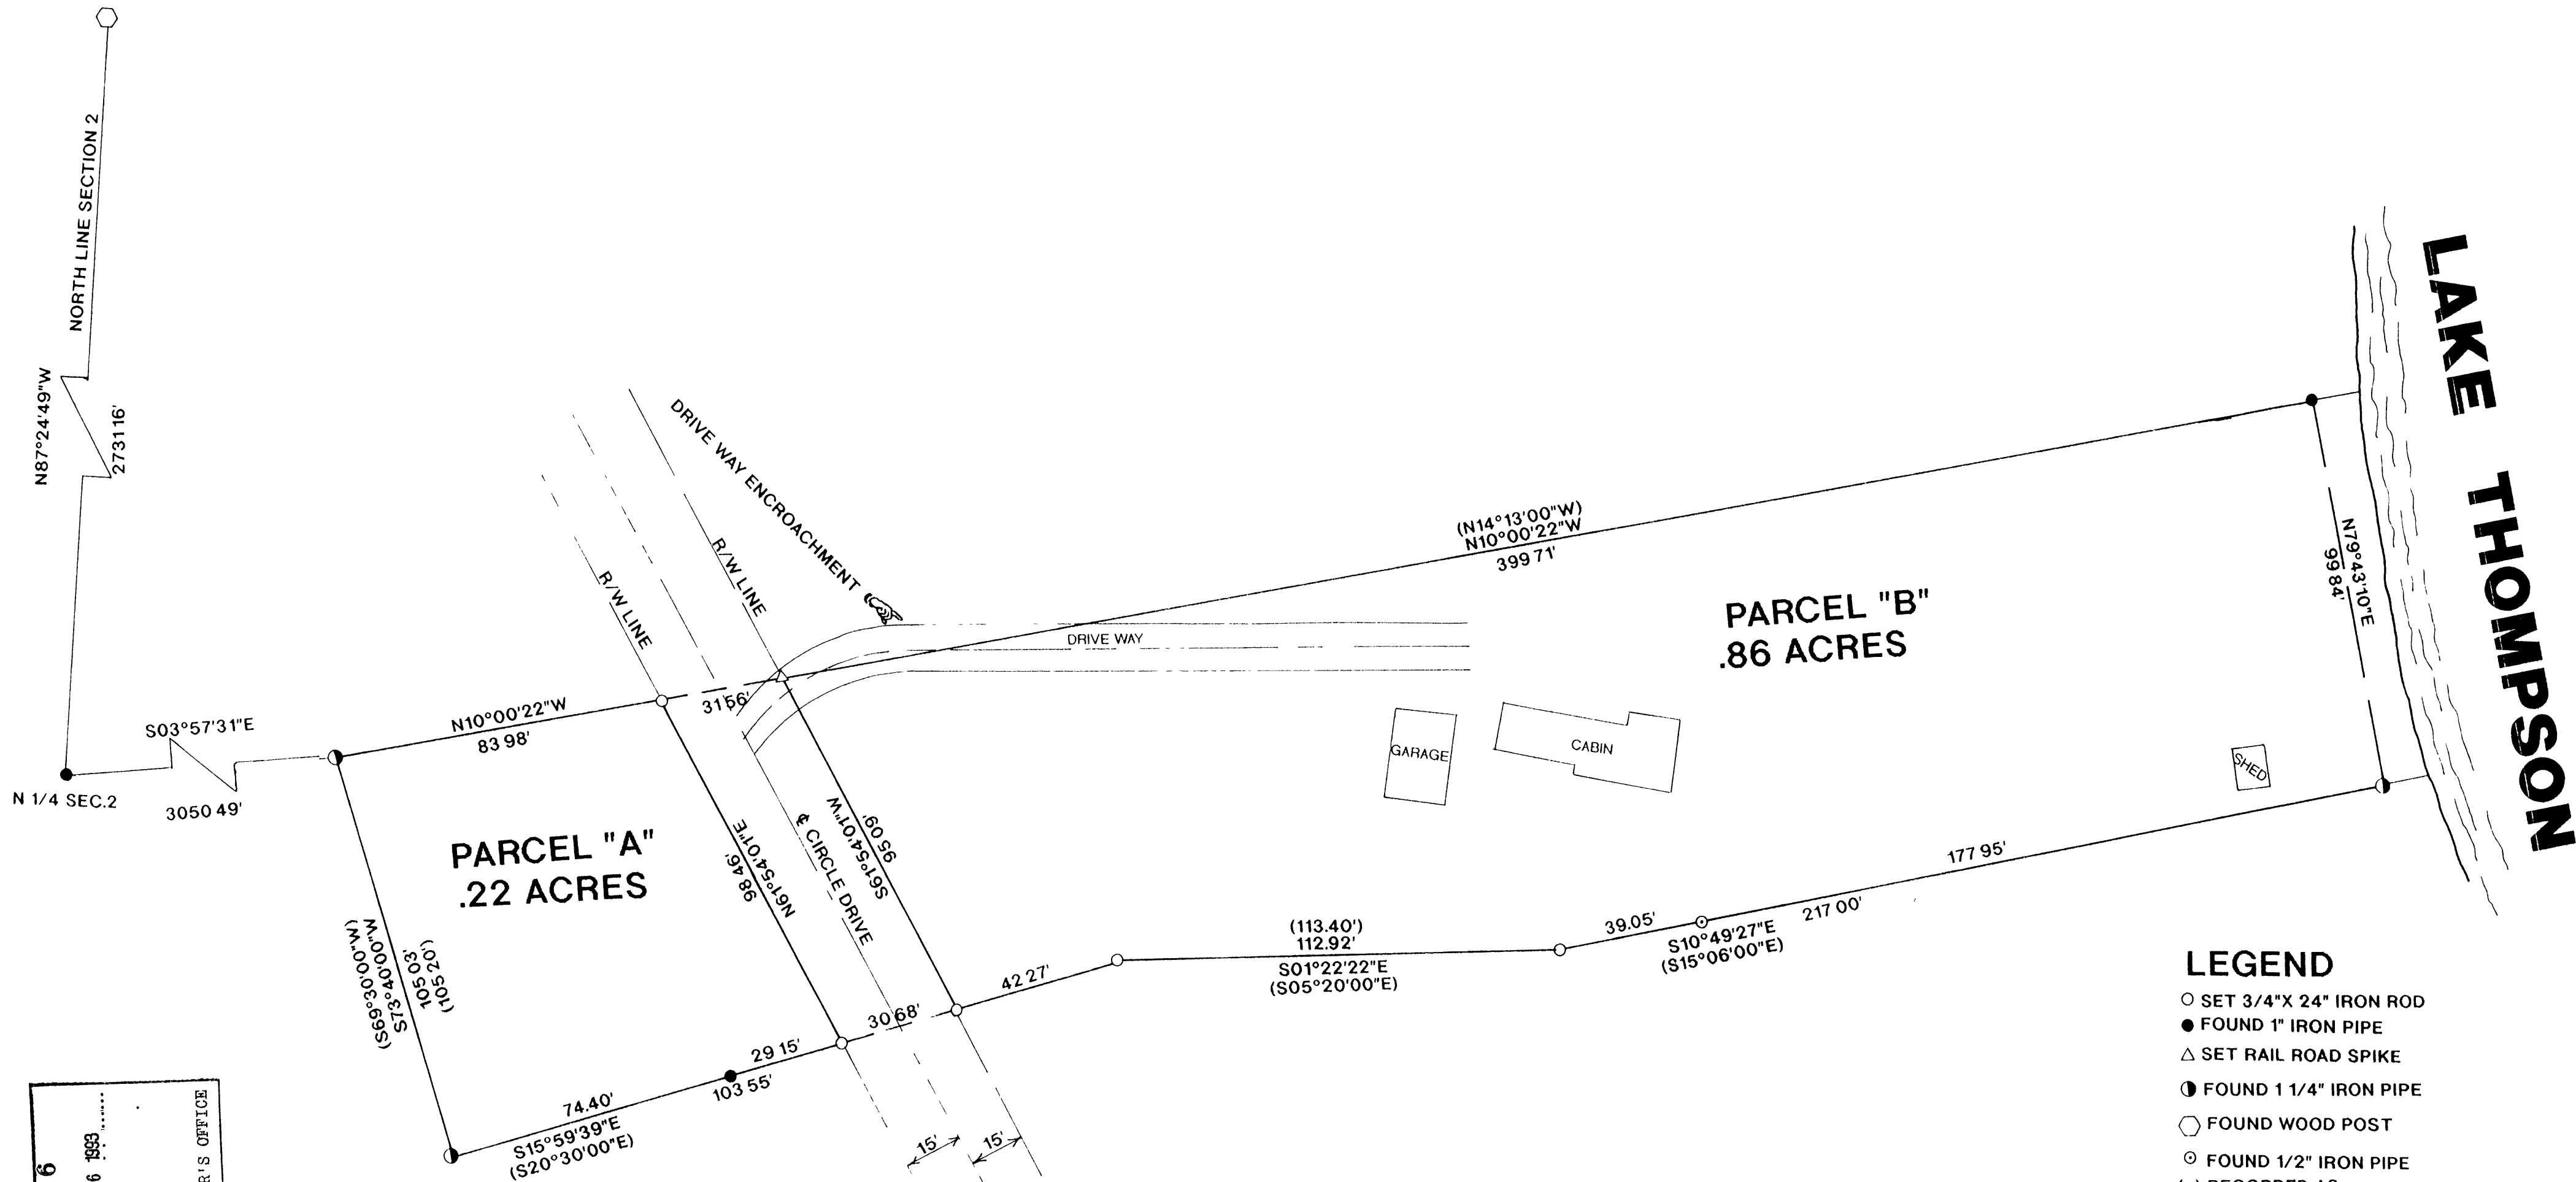 NORTH LINE SECTION 2
N87°24'49"W
2731 16'
N 1/4 SEC.2
S03°57'31"E
3050 49'
N10°00'22"W
83 98'
31 56'
R/W LINE
R/W LINE
DRIVE WAY ENCROACHMENT
DRIVE WAY
(N14°13'00"W)
N10°00'22"W
399 71'
PARCEL "B"
.86 ACRES
N79°43'10"E
99 84'
LAKE THOMPSON
GARAGE
CABIN
SHED
PARCEL "A"
.22 ACRES
(S69°30'00"W)
S73°40'00"W
105 03'
(105 20')
N61°54'01"E
98 46'
℄ CIRCLE DRIVE
S61°54'01"W
95 09'
74.40'
S15°59'39"E
(S20°30'00"E)
29 15'
103 55'
30 68'
42 27'
15'
15'
(113.40')
112.92'
S01°22'22"E
(S05°20'00"E)
39.05'
S10°49'27"E
(S15°06'00"E)
177 95'
217 00'
LEGEND
SET 3/4"X 24" IRON ROD
FOUND 1" IRON PIPE
SET RAIL ROAD SPIKE
FOUND 1 1/4" IRON PIPE
FOUND WOOD POST
FOUND 1/2" IRON PIPE
6
6 1993
R'S OFFICE